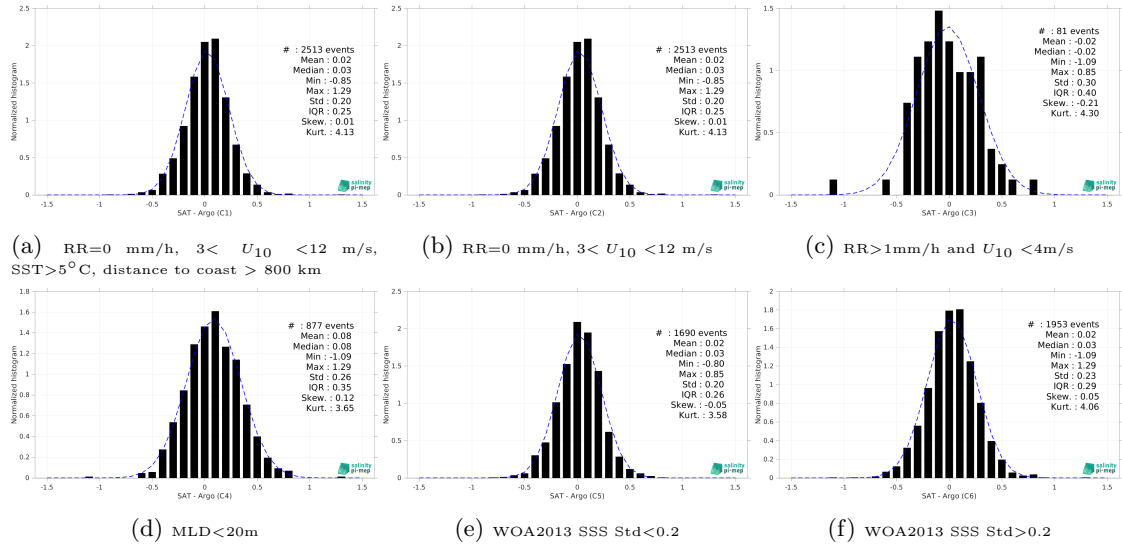 2.5
2
1.5
1
0.5
0
Normalized histogram
# : 2513 events
Mean : 0.02
Median : 0.03
Min : -0.85
Max : 1.29
Std : 0.20
IQR : 0.25
Skew. : 0.01
Kurt. : 4.13
salinity
pi-mep
-1.5 -1 -0.5 0 0.5 1 1.5
SAT - Argo (C1)
(a) RR=0 mm/h, 3< U10 <12 m/s,
SST>5°C, distance to coast > 800 km
2.5
2
1.5
1
0.5
0
Normalized histogram
# : 2513 events
Mean : 0.02
Median : 0.03
Min : -0.85
Max : 1.29
Std : 0.20
IQR : 0.25
Skew. : 0.01
Kurt. : 4.13
salinity
pi-mep
-1.5 -1 -0.5 0 0.5 1 1.5
SAT - Argo (C2)
(b) RR=0 mm/h, 3< U10 <12 m/s
1.5
1
0.5
0
Normalized histogram
# : 81 events
Mean : -0.02
Median : -0.02
Min : -1.09
Max : 0.85
Std : 0.30
IQR : 0.40
Skew. : -0.21
Kurt. : 4.30
salinity
pi-mep
-1.5 -1 -0.5 0 0.5 1 1.5
SAT - Argo (C3)
(c) RR>1mm/h and U10 <4m/s
1.8
1.6
1.4
1.2
1
0.8
0.6
0.4
0.2
0
Normalized histogram
# : 877 events
Mean : 0.08
Median : 0.08
Min : -1.09
Max : 1.29
Std : 0.26
IQR : 0.35
Skew. : 0.12
Kurt. : 3.65
salinity
pi-mep
-1.5 -1 -0.5 0 0.5 1 1.5
SAT - Argo (C4)
(d) MLD<20m
2.5
2
1.5
1
0.5
0
Normalized histogram
# : 1690 events
Mean : 0.02
Median : 0.03
Min : -0.80
Max : 0.85
Std : 0.20
IQR : 0.26
Skew. : -0.05
Kurt. : 3.58
salinity
pi-mep
-1.5 -1 -0.5 0 0.5 1 1.5
SAT - Argo (C5)
(e) WOA2013 SSS Std<0.2
2
1.8
1.6
1.4
1.2
1
0.8
0.6
0.4
0.2
0
Normalized histogram
# : 1953 events
Mean : 0.02
Median : 0.03
Min : -1.09
Max : 1.29
Std : 0.23
IQR : 0.29
Skew. : 0.05
Kurt. : 4.06
salinity
pi-mep
-1.5 -1 -0.5 0 0.5 1 1.5
SAT - Argo (C6)
(f) WOA2013 SSS Std>0.2